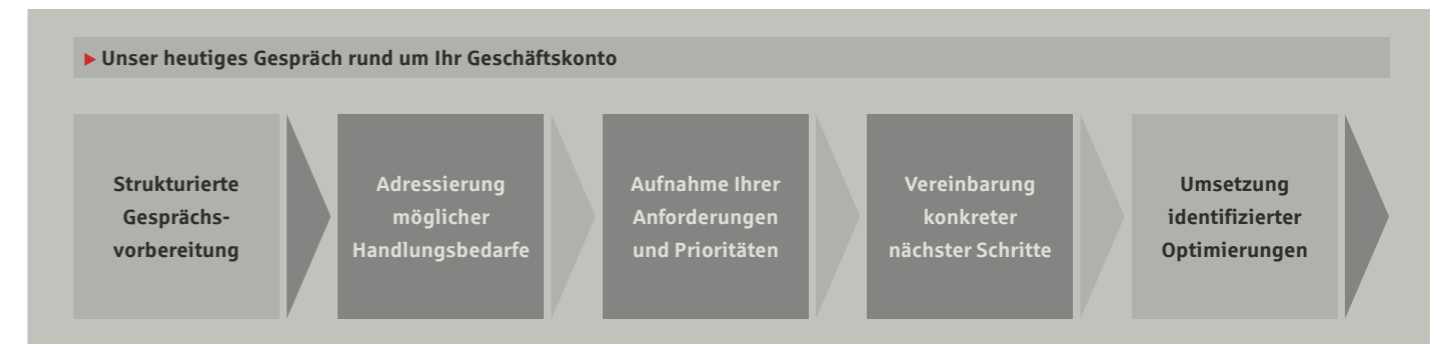 Unser heutiges Gespräch rund um Ihr Geschäftskonto
Strukturierte
Gesprächs-
vorbereitung
Adressierung
möglicher
Handlungsbedarfe
Aufnahme Ihrer
Anforderungen
und Prioritäten
Vereinbarung
konkreter
nächster Schritte
Umsetzung
identifizierter
Optimierungen